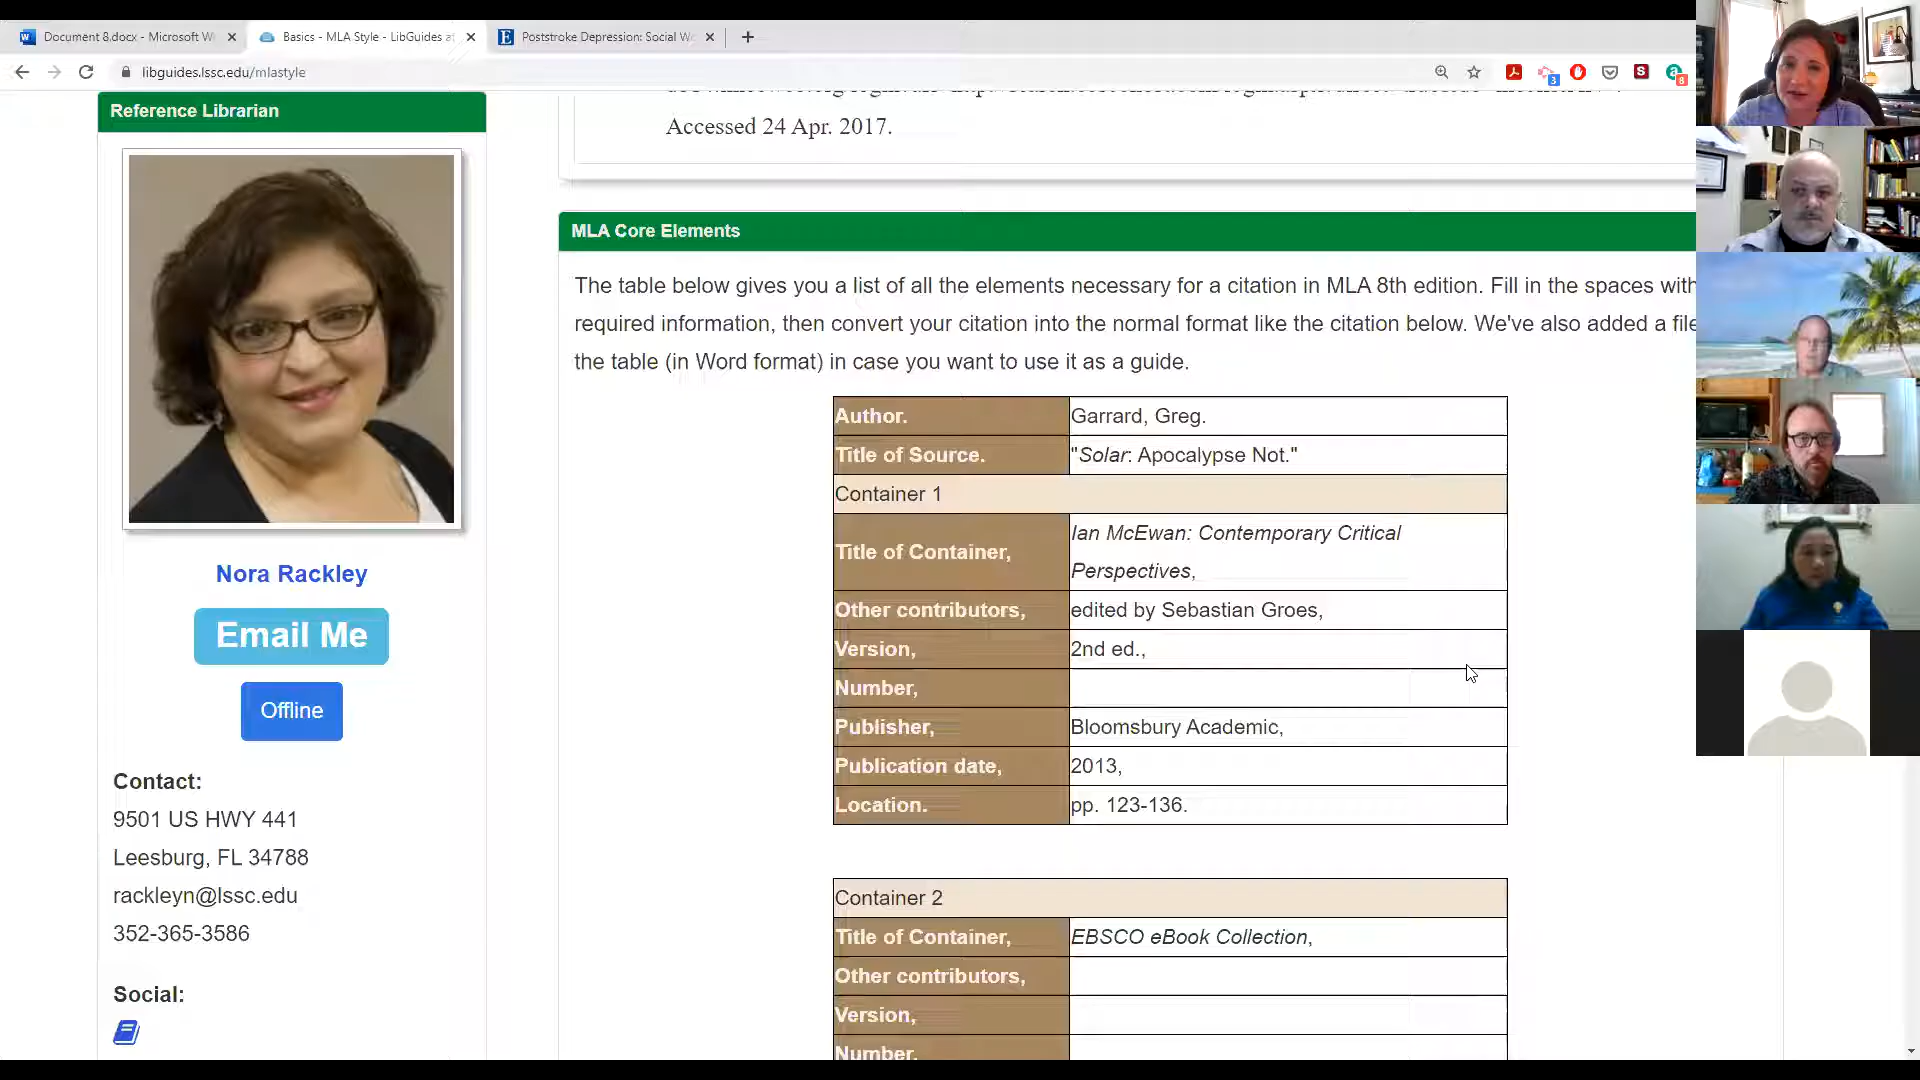 Document 8.docx - Microsoft W
Basics - MLA Style - LibGuides at
Poststroke Depression: Social Wo
libguides.lssc.edu/mlastyle
Reference Librarian
Nora Rackley
Email Me
Offline
Contact:
9501 US HWY 441
Leesburg, FL 34788
rackleyn@lssc.edu
352-365-3586
Social:
Accessed 24 Apr. 2017.
MLA Core Elements
The table below gives you a list of all the elements necessary for a citation in MLA 8th edition. Fill in the spaces with
required information, then convert your citation into the normal format like the citation below. We've also added a file
the table (in Word format) in case you want to use it as a guide.
Author. Garrard, Greg.
Title of Source. "Solar: Apocalypse Not."
Container 1
Title of Container, Ian McEwan: Contemporary Critical
Perspectives,
Other contributors, edited by Sebastian Groes,
Version, 2nd ed.,
Number,
Publisher, Bloomsbury Academic,
Publication date, 2013,
Location. pp. 123-136.
Container 2
Title of Container, EBSCO eBook Collection,
Other contributors,
Version,
Number,